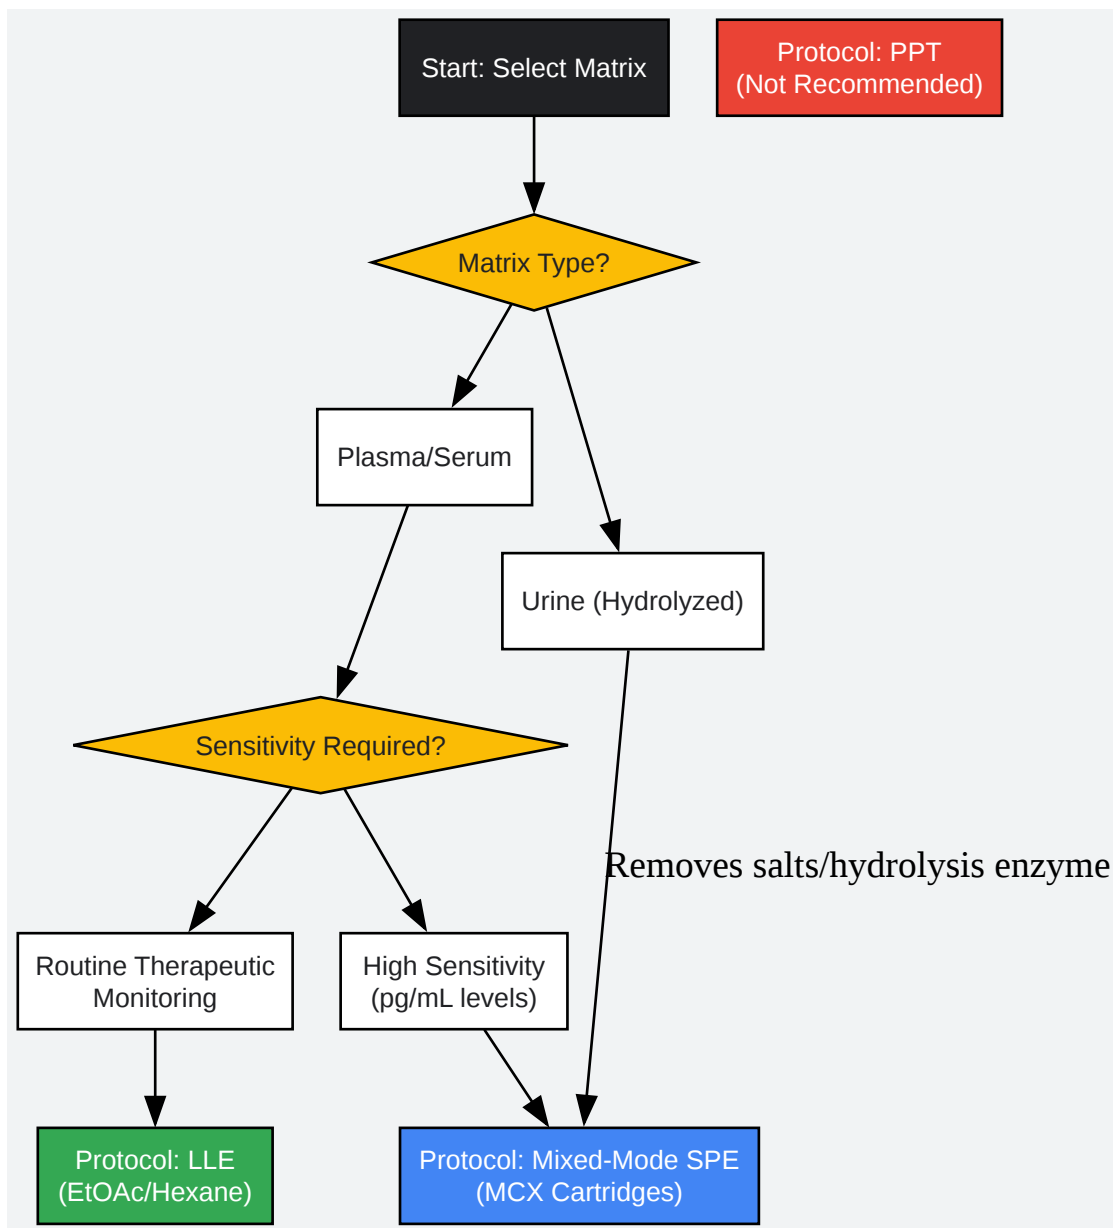 Start: Select Matrix
Protocol: PPT
(Not Recommended)
Matrix Type?
Plasma/Serum
Urine (Hydrolyzed)
Sensitivity Required?
Removes salts/hydrolysis enzyme
Routine Therapeutic
Monitoring
High Sensitivity
(pg/mL levels)
Protocol: LLE
(EtOAc/Hexane)
Protocol: Mixed-Mode SPE
(MCX Cartridges)